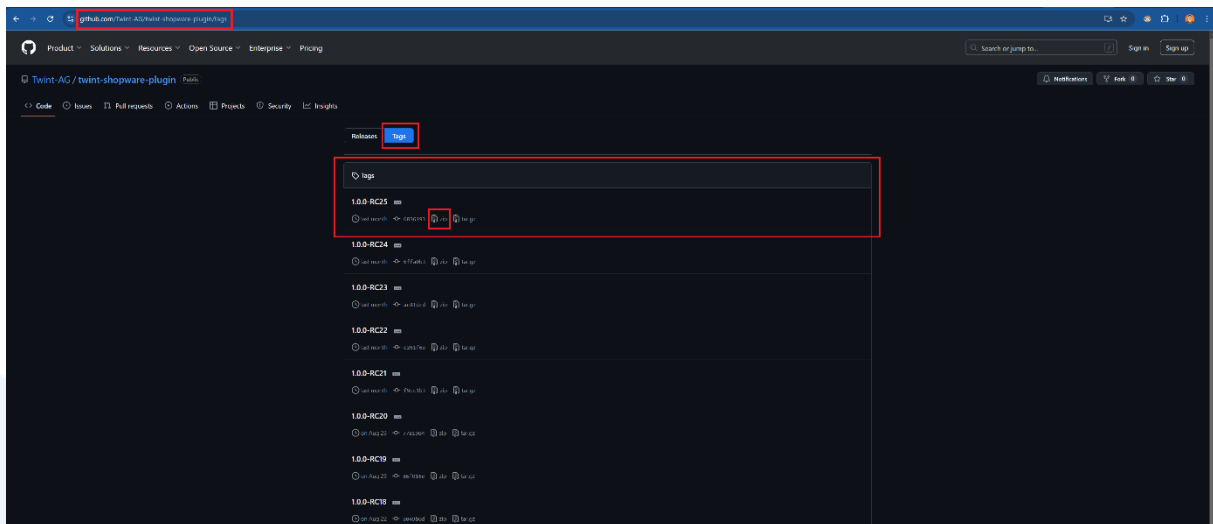 github.com/Twint-AG/twint-shopware-plugin/tags
Product Solutions Resources Open Source Enterprise Pricing
Search or jump to... / Sign in Sign up
Twint-AG / twint-shopware-plugin Public
Notifications Fork 0 Star 0
Code Issues Pull requests Actions Projects Security Insights
Releases Tags
Tags
1.0.0-RC25
last month zip tar.gz
1.0.0-RC24
last month zip tar.gz
1.0.0-RC23
last month zip tar.gz
1.0.0-RC22
last month zip tar.gz
1.0.0-RC21
last month zip tar.gz
1.0.0-RC20
on Aug zip tar.gz
1.0.0-RC19
on Aug zip tar.gz
1.0.0-RC18
on Aug 22 zip tar.gz